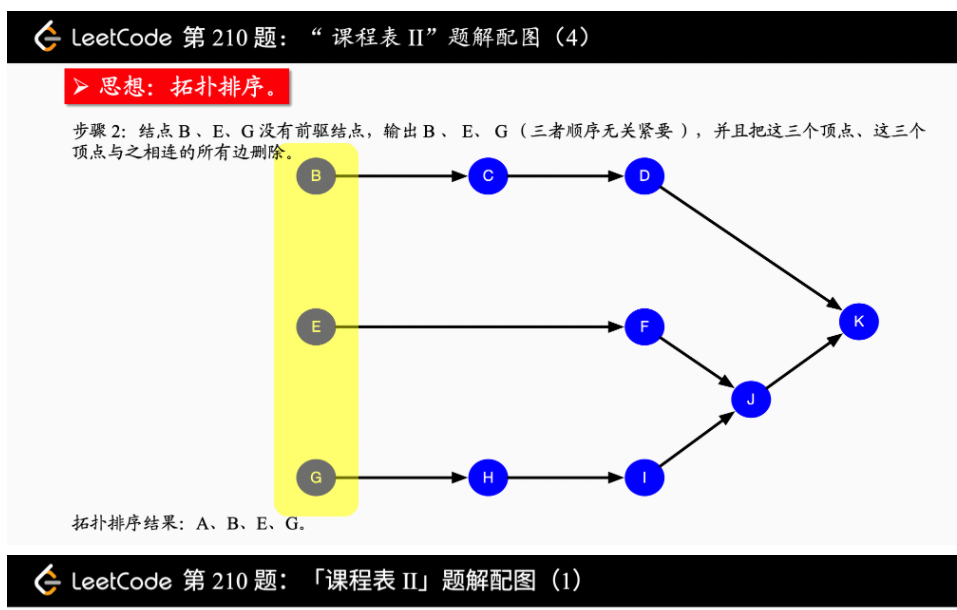 LeetCode 第 210 题：“ 课程表 II”题解配图（4）
➢ 思想：拓扑排序。
步骤 2：结点 B 、E、G 没有前驱结点，输出 B 、 E、 G（三者顺序无关紧要 ），并且把这三个顶点、这三个
顶点与之相连的所有边删除。
B
C
D
E
F
K
J
G
H
I
拓扑排序结果：A、B、E、G。
LeetCode 第 210 题：「课程表 II」题解配图（1）